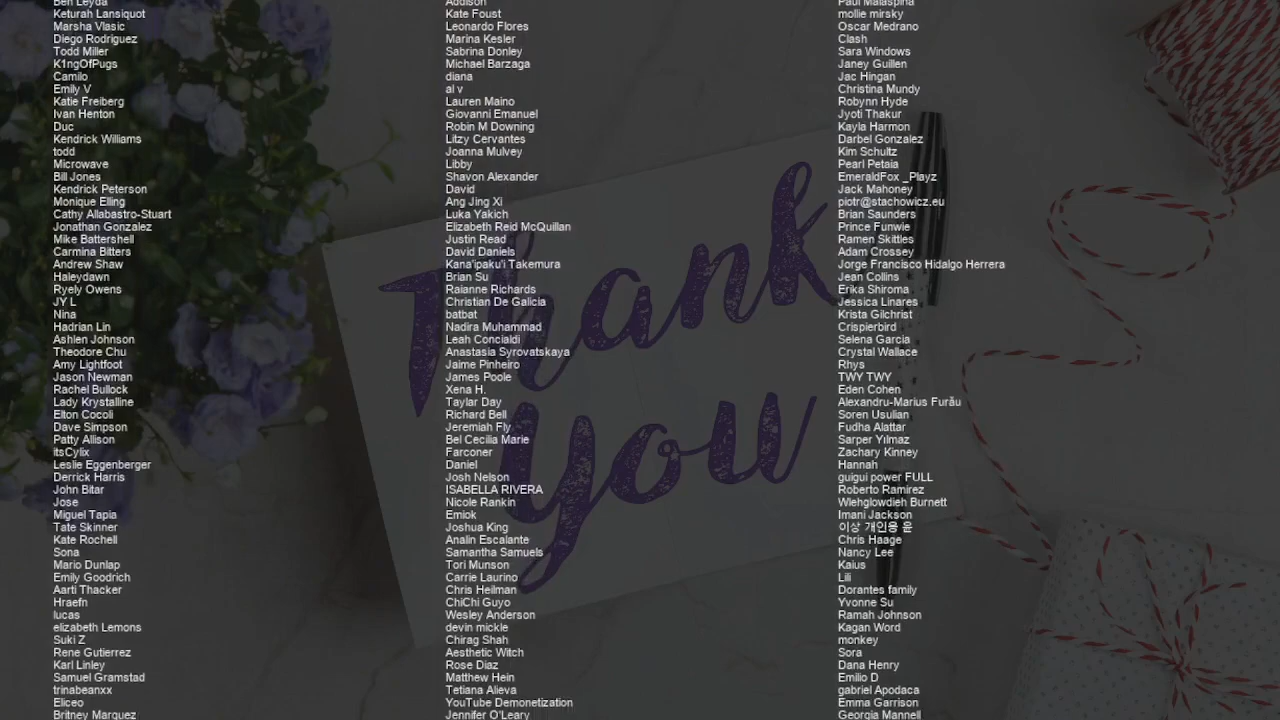 Ben Leyda
Keturah Lansiquot
Marsha Vlasic
Diego Rodriguez
Todd Miller
K1ngOfPugs
Camilo
Emily V
Katie Freiberg
Ivan Henton
Duc
Kendrick Williams
todd
Microwave
Bill Jones
Kendrick Peterson
Monique Elling
Cathy Allabastro-Stuart
Jonathan Gonzalez
Mike Battershell
Carmina Bitters
Andrew Shaw
Haleydawn
Ryely Owens
JY L
Nina
Hadrian Lin
Ashlen Johnson
Theodore Chu
Amy Lightfoot
Jason Newman
Rachel Bullock
Lady Krystalline
Elton Cocoli
Dave Simpson
Patty Allison
itsCylix
Leslie Eggenberger
Derrick Harris
John Bitar
Jose
Miguel Tapia
Tate Skinner
Kate Rochell
Sona
Mario Dunlap
Emily Goodrich
Aarti Thacker
Hraefn
lucas
elizabeth Lemons
Suki Z
Rene Gutierrez
Karl Linley
Samuel Gramstad
trinabeanxx
Eliceo
Britney Marquez
Addison
Kate Foust
Leonardo Flores
Marina Kesler
Sabrina Donley
Michael Barzaga
diana
al v
Lauren Maino
Giovanni Emanuel
Robin M Downing
Litzy Cervantes
Joanna Mulvey
Libby
Shavon Alexander
David
Ang Jing Xi
Luka Yakich
Elizabeth Reid McQuillan
Justin Read
David Daniels
Kana'ipaku'i Takemura
Brian Su
Raianne Richards
Christian De Galicia
batbat
Nadira Muhammad
Leah Concialdi
Anastasia Syrovatskaya
Jaime Pinheiro
James Poole
Xena H.
Taylar Day
Richard Bell
Jeremiah Fly
Bel Cecilia Marie
Farconer
Daniel
Josh Nelson
ISABELLA RIVERA
Nicole Rankin
Emiok
Joshua King
Analin Escalante
Samantha Samuels
Tori Munson
Carrie Laurino
Chris Heilman
ChiChi Guyo
Wesley Anderson
devin mickle
Chirag Shah
Aesthetic Witch
Rose Diaz
Matthew Hein
Tetiana Alieva
YouTube Demonetization
Jennifer O'Leary
Paul Malaspina
mollie mirsky
Oscar Medrano
Clash
Sara Windows
Janey Guillen
Jac Hingan
Christina Mundy
Robynn Hyde
Jyoti Thakur
Kayla Harmon
Darbel Gonzalez
Kim Schultz
Pearl Petaia
EmeraldFox _Playz
Jack Mahoney
piotr@stachowicz.eu
Brian Saunders
Prince Funwie
Ramen Skittles
Adam Crossey
Jorge Francisco Hidalgo Herrera
Jean Collins
Erika Shiroma
Jessica Linares
Krista Gilchrist
Crispierbird
Selena Garcia
Crystal Wallace
Rhys
TWY TWY
Eden Cohen
Alexandru-Marius Furău
Soren Usulian
Fudha Alattar
Sarper Yılmaz
Zachary Kinney
Hannah
guigui power FULL
Roberto Ramirez
Wlehglowdieh Burnett
Imani Jackson
이상 개인용 윤
Chris Haage
Nancy Lee
Kaius
Lili
Dorantes family
Yvonne Su
Ramah Johnson
Kagan Word
monkey
Sora
Dana Henry
Emilio D
gabriel Apodaca
Emma Garrison
Georgia Mannell
Thank
you